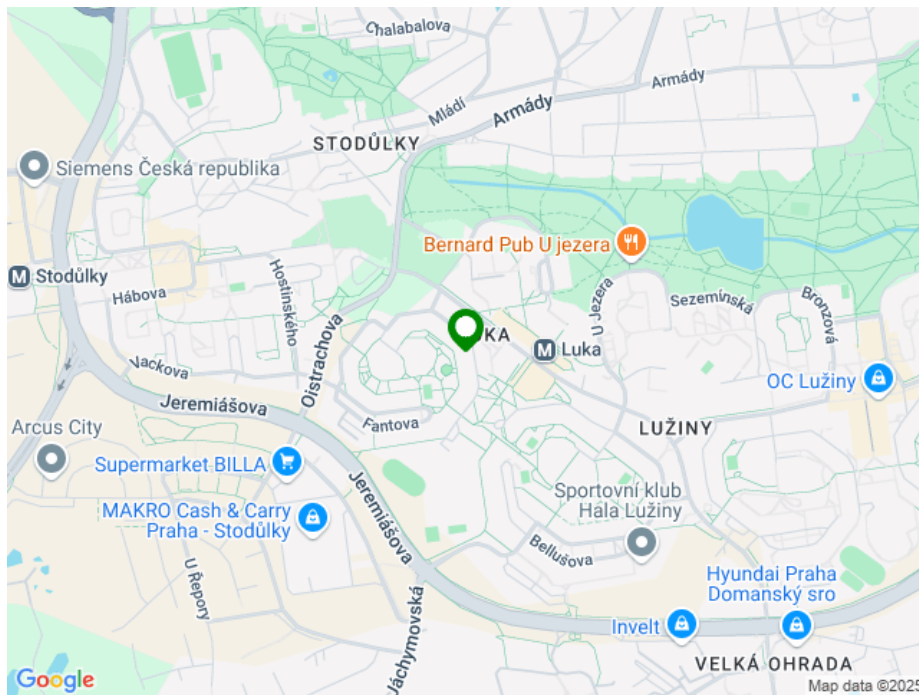 Chalabalova
Armády
Mládí
Armády
STODŮLKY
Siemens Česká republika
Bernard Pub U jezera
Stodůlky
Hábova
Hostinského
Oistrachova
U Jezera
Sezemínská
Bronzová
KA
M Luka
M
Vackova
Jeremiášova
OC Lužiny
Fantova
LUŽINY
Arcus City
Supermarket BILLA
Jeremiášova
Sportovní klub
Hala Lužiny
MAKRO Cash & Carry
Praha - Stodůlky
Bellušova
U Řepory
Hyundai Praha
Domanský sro
Jáchymovská
Invelt
VELKÁ OHRADA
Google
Map data ©2025